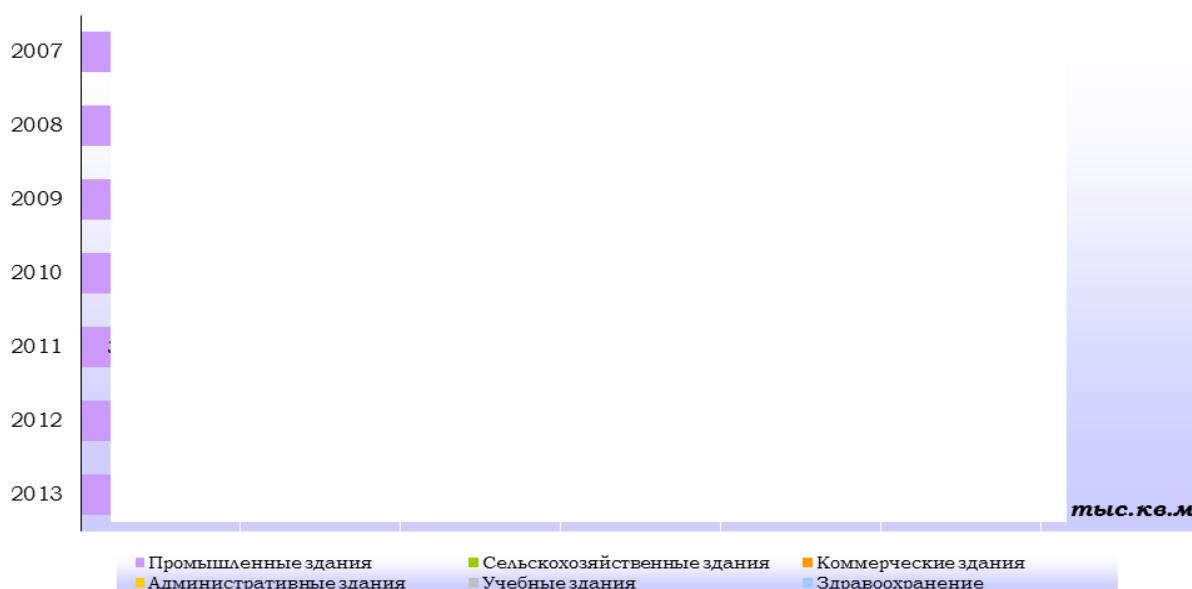 2007
2008
2009
2010
2011
2012
2013
тыс.кв.м
Промышленные здания
Сельскохозяйственные здания
Коммерческие здания
Административные здания
Учебные здания
Здравоохранение